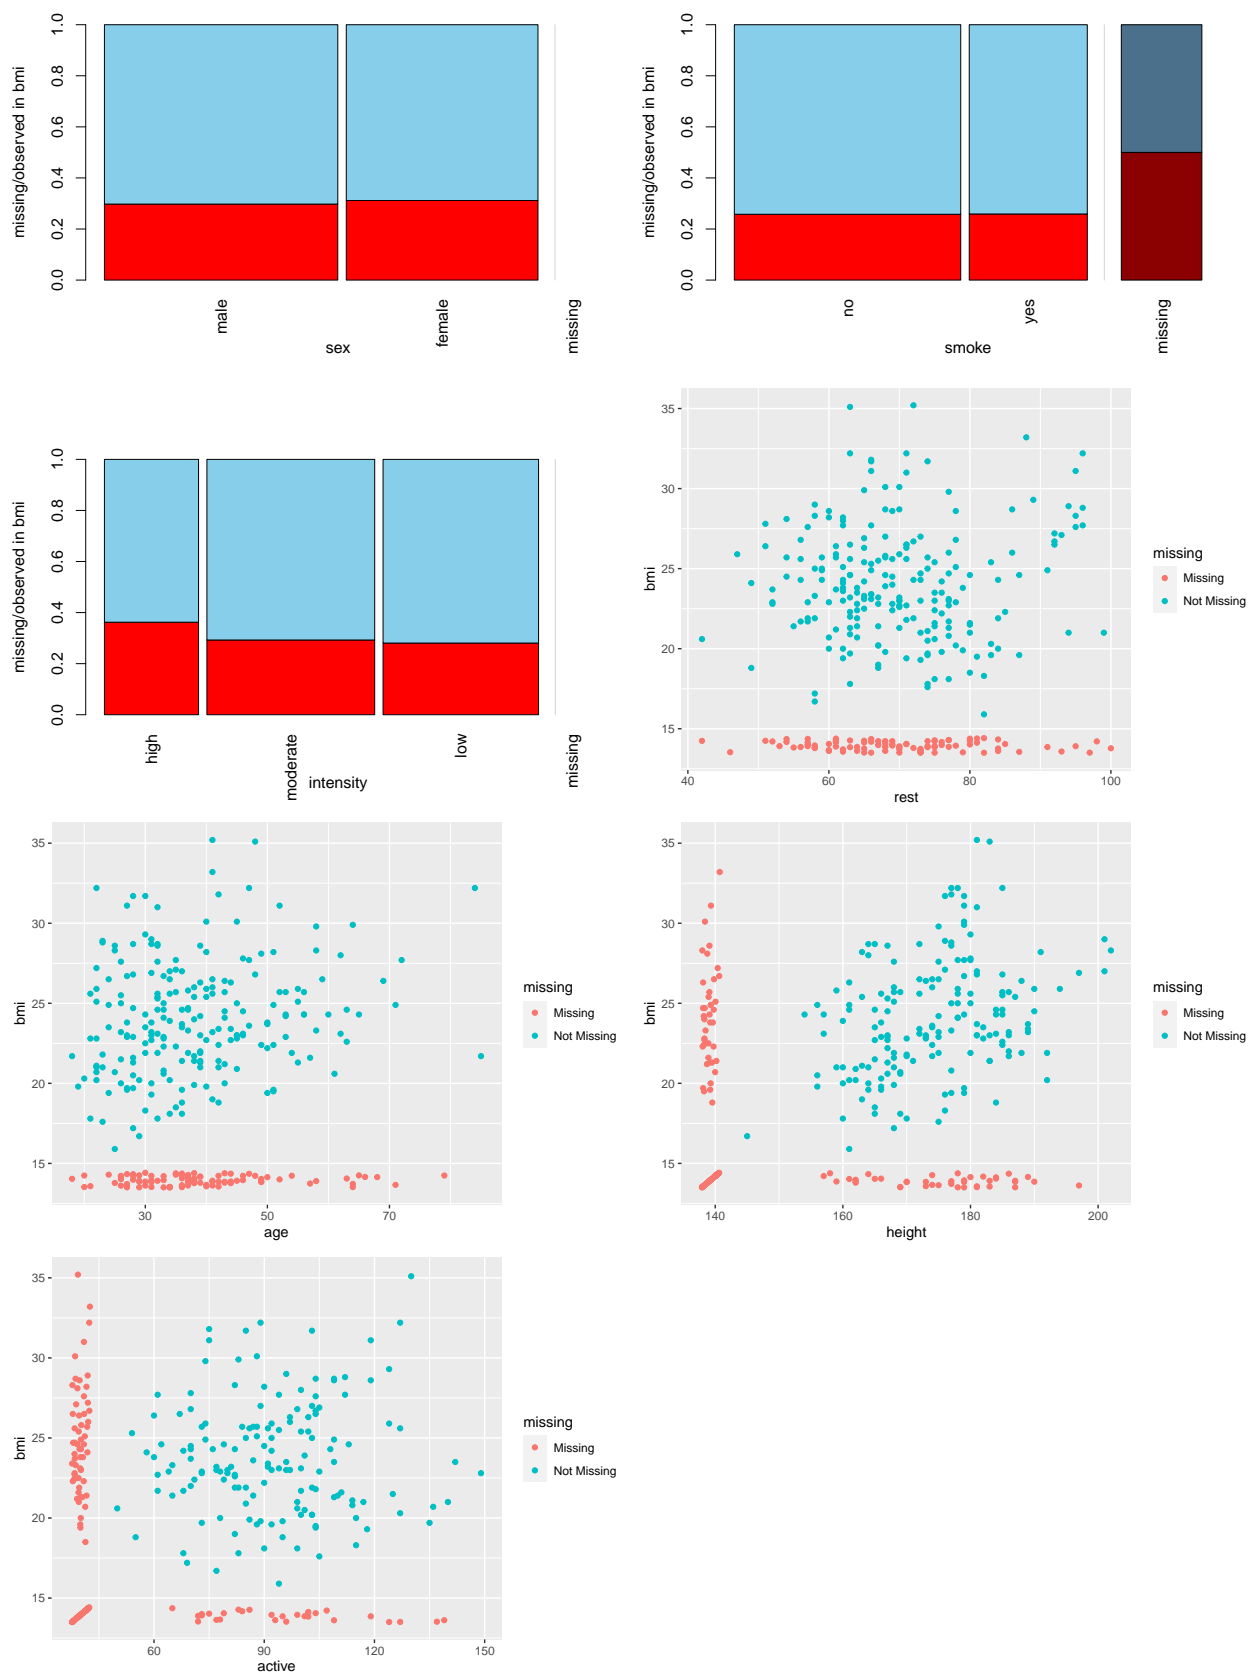 missing/observed in bmi
0.0 0.2 0.4 0.6 0.8 1.0
male
female
missing
sex
missing/observed in bmi
0.0 0.2 0.4 0.6 0.8 1.0
no
yes
missing
smoke
missing/observed in bmi
0.0 0.2 0.4 0.6 0.8 1.0
high
moderate
low
missing
intensity
bmi
35
30
25
20
15
40 60 80 100
rest
missing
Missing
Not Missing
bmi
35
30
25
20
15
30 50 70
age
missing
Missing
Not Missing
bmi
35
30
25
20
15
140 160 180 200
height
missing
Missing
Not Missing
bmi
35
30
25
20
15
60 90 120 150
active
missing
Missing
Not Missing